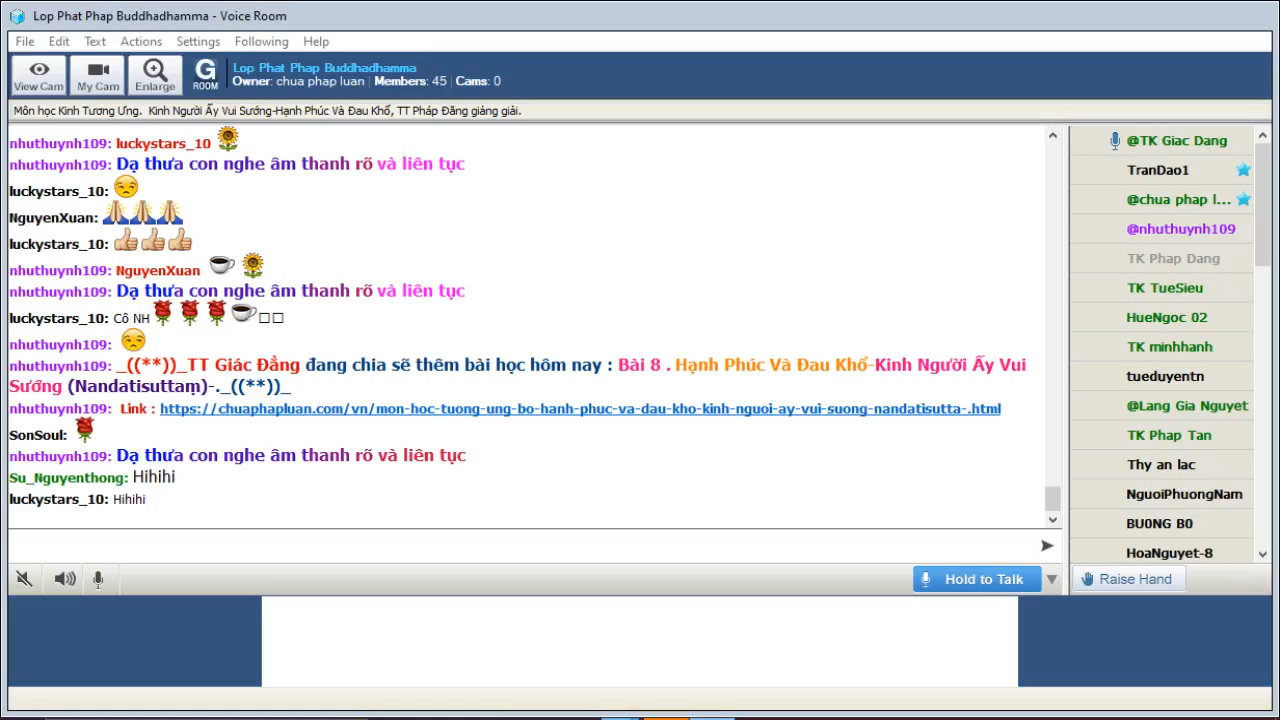 Lop Phat Phap Buddhadhamma - Voice Room
File Edit Text Actions Settings Following Help
View Cam My Cam Enlarge G ROOM
Lop Phat Phap Buddhadhamma
Owner: chua phap luan | Members: 45 | Cams: 0
Môn học Kinh Tương Ưng. Kinh Người Ấy Vui Sướng-Hạnh Phúc Và Đau Khổ, TT Pháp Đăng giảng giải.
nhuthuynh109: luckystars_10
nhuthuynh109: Dạ thưa con nghe âm thanh rõ và liên tục
luckystars_10:
NguyenXuan:
luckystars_10:
nhuthuynh109: NguyenXuan
nhuthuynh109: Dạ thưa con nghe âm thanh rõ và liên tục
luckystars_10: Cô NH
nhuthuynh109:
nhuthuynh109: _((**))_TT Giác Đẳng đang chia sẽ thêm bài học hôm nay : Bài 8 . Hạnh Phúc Và Đau Khổ-Kinh Người Ấy Vui
Sướng (Nandatisuttaṃ)-._((**))_
nhuthuynh109: Link : https://chuaphapluan.com/vn/mon-hoc-tuong-ung-bo-hanh-phuc-va-dau-kho-kinh-nguoi-ay-vui-suong-nandatisutta-.html
SonSoul:
nhuthuynh109: Dạ thưa con nghe âm thanh rõ và liên tục
Su_Nguyenthong: Hihihi
luckystars_10: Hihihi
Hold to Talk
@TK Giac Dang
TranDao1
@chua phap l...
@nhuthuynh109
TK Phap Dang
TK TueSieu
HueNgoc 02
TK minhhanh
tueduyentn
@Lang Gia Nguyet
TK Phap Tan
Thy an lac
NguoiPhuongNam
BU0NG B0
HoaNguyet-8
Raise Hand